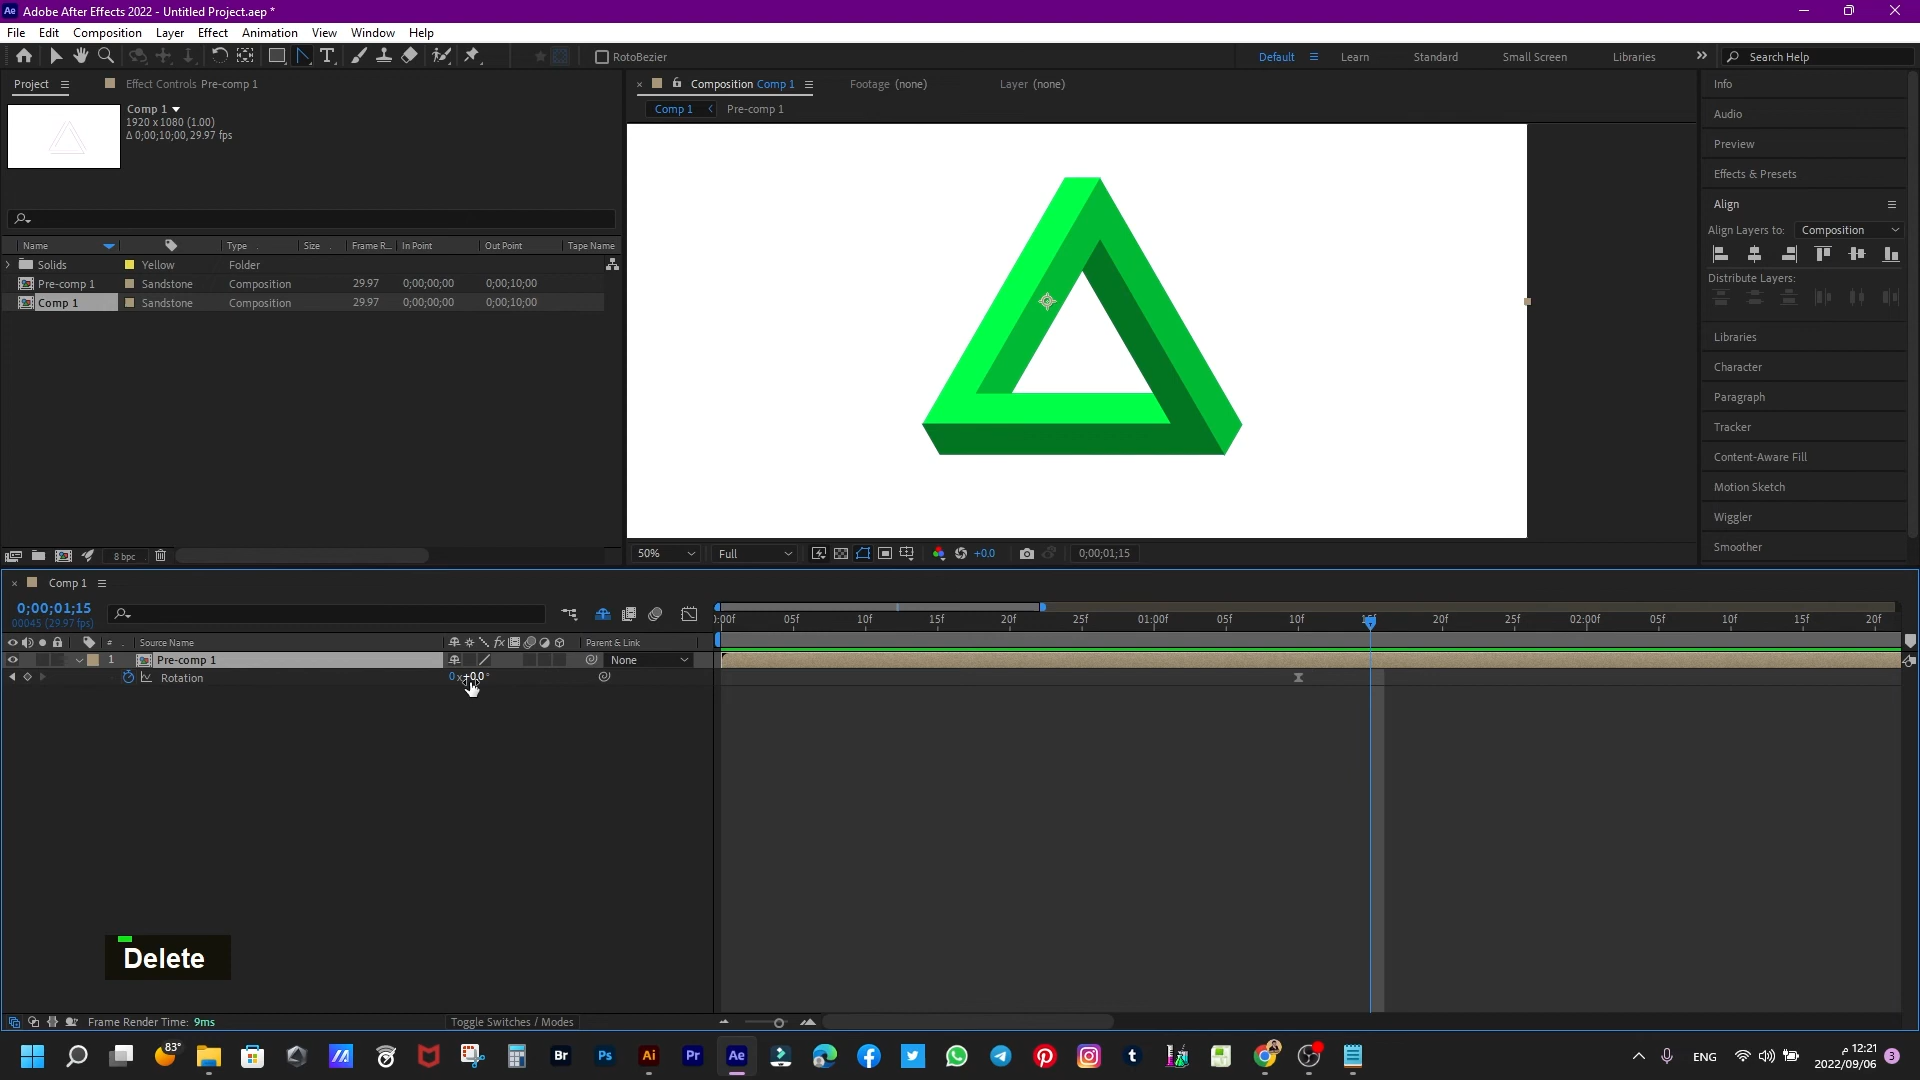 Ae Adobe After Effects 2022 - Untitled Project.aep *
File Edit Composition Layer Effect Animation View Window Help
T RotoBezier Default Learn Standard Small Screen Libraries Search Help
Project Effect Controls Pre-comp 1
Composition Comp 1 Footage (none) Layer (none)
Comp 1
1920 x 1080 (1.00)
Δ 0;00;10;00, 29.97 fps
Comp 1 Pre-comp 1
Name Type Size Frame R... In Point Out Point Tape Name
Solids Yellow Folder
Pre-comp 1 Sandstone Composition 29.97 0;00;00;00 0;00;10;00
Comp 1 Sandstone Composition 29.97 0;00;00;00 0;00;10;00
8 bpc
50% Full +0.0 0;00;01;15
Info
Audio
Preview
Effects & Presets
Align
Align Layers to: Composition
Distribute Layers:
Libraries
Character
Paragraph
Tracker
Content-Aware Fill
Motion Sketch
Wiggler
Smoother
Comp 1
0;00;01;15
00045 (29.97 fps)
:00f 05f 10f 15f 20f 25f 01:00f 05f 10f 20f 25f 02:00f 05f 10f 15f 20f
# Source Name fx Parent & Link
1 Pre-comp 1 None
Rotation 0x+0.0°
Delete
Frame Render Time: 9ms Toggle Switches / Modes
83° Br Ps Ai Pr Ae t ENG 12:21 م
2022/09/06 3